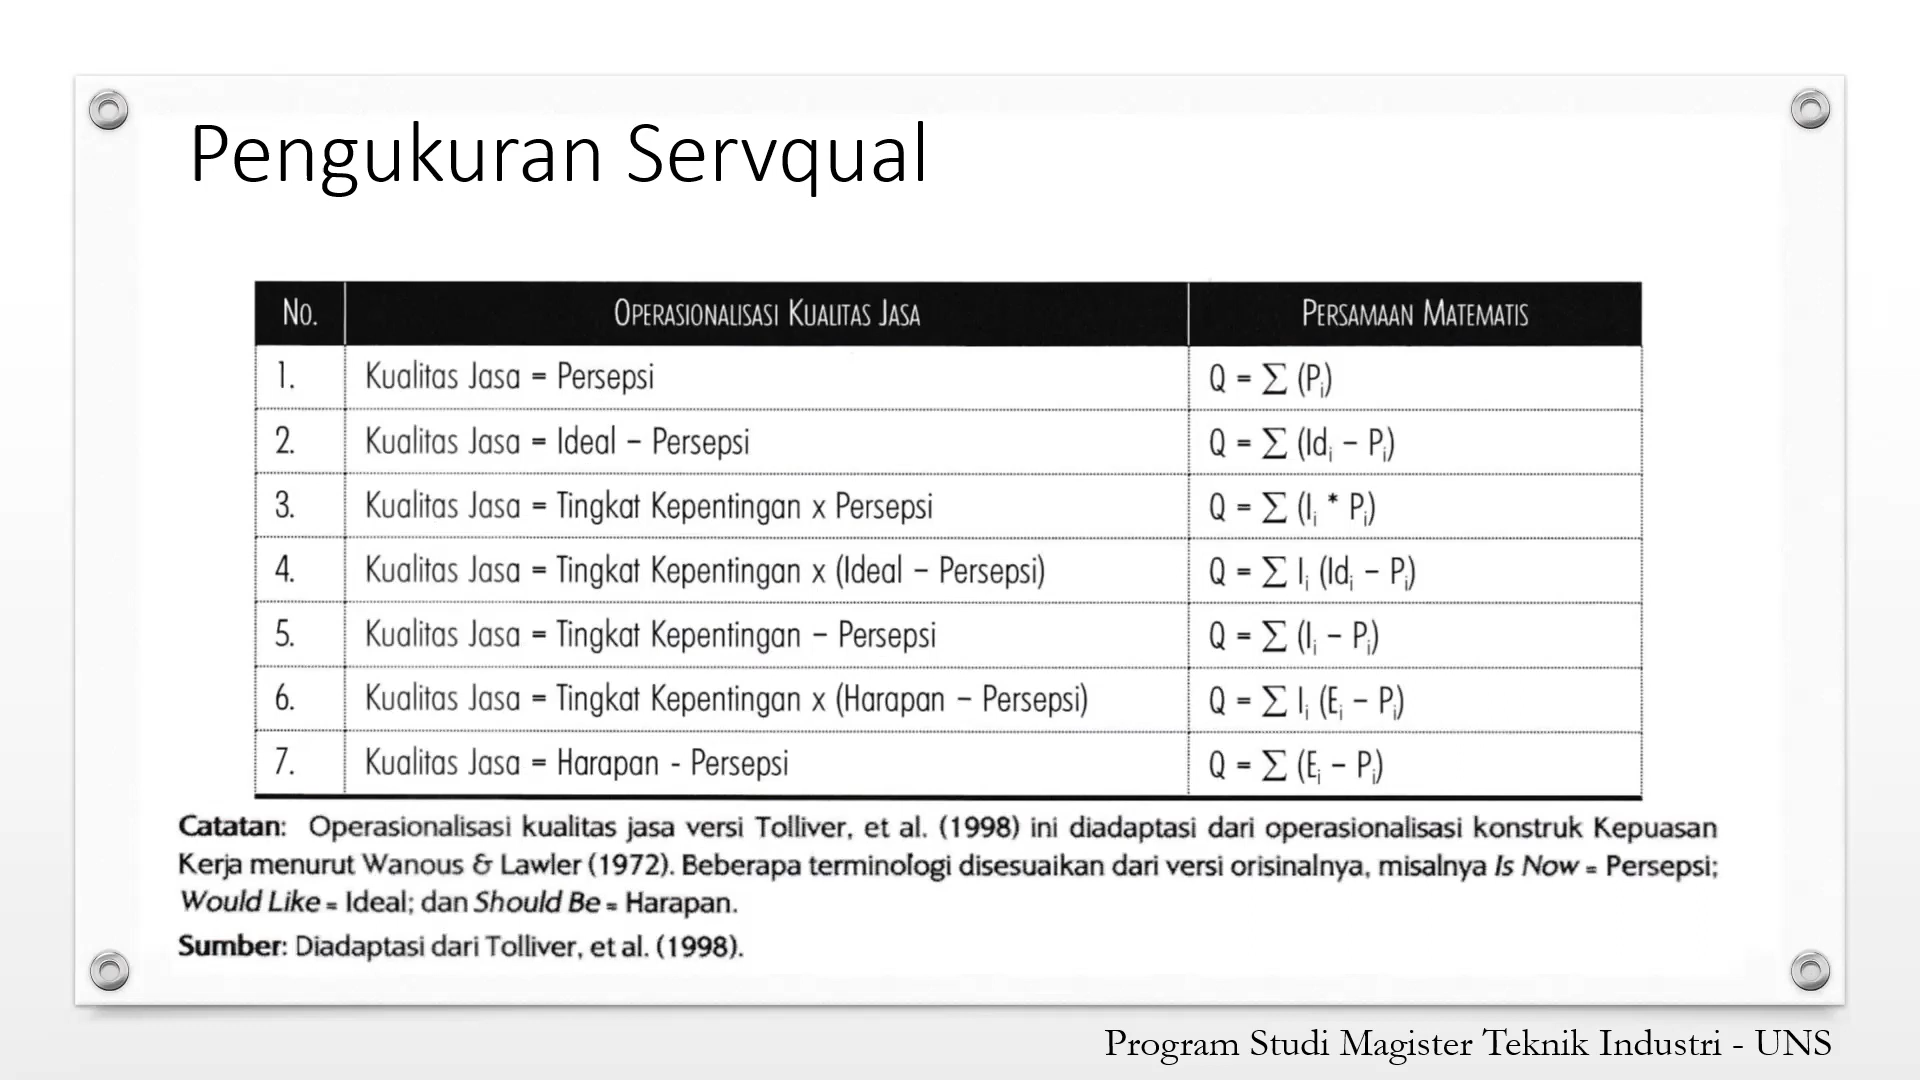 Pengukuran Servqual
NO. OPERASIONALISASI KUALITAS JASA PERSAMAAN MATEMATIS
1. Kualitas Jasa = Persepsi Q = ∑ (Pᵢ)
2. Kualitas Jasa = Ideal – Persepsi Q = ∑ (Idᵢ – Pᵢ)
3. Kualitas Jasa = Tingkat Kepentingan x Persepsi Q = ∑ (Iᵢ * Pᵢ)
4. Kualitas Jasa = Tingkat Kepentingan x (Ideal – Persepsi) Q = ∑ Iᵢ (Idᵢ – Pᵢ)
5. Kualitas Jasa = Tingkat Kepentingan – Persepsi Q = ∑ (Iᵢ – Pᵢ)
6. Kualitas Jasa = Tingkat Kepentingan x (Harapan – Persepsi) Q = ∑ Iᵢ (Eᵢ – Pᵢ)
7. Kualitas Jasa = Harapan - Persepsi Q = ∑ (Eᵢ – Pᵢ)
Catatan: Operasionalisasi kualitas jasa versi Tolliver, et al. (1998) ini diadaptasi dari operasionalisasi konstruk Kepuasan
Kerja menurut Wanous & Lawler (1972). Beberapa terminologi disesuaikan dari versi orisinalnya, misalnya Is Now = Persepsi;
Would Like = Ideal; dan Should Be = Harapan.
Sumber: Diadaptasi dari Tolliver, et al. (1998).
Program Studi Magister Teknik Industri - UNS